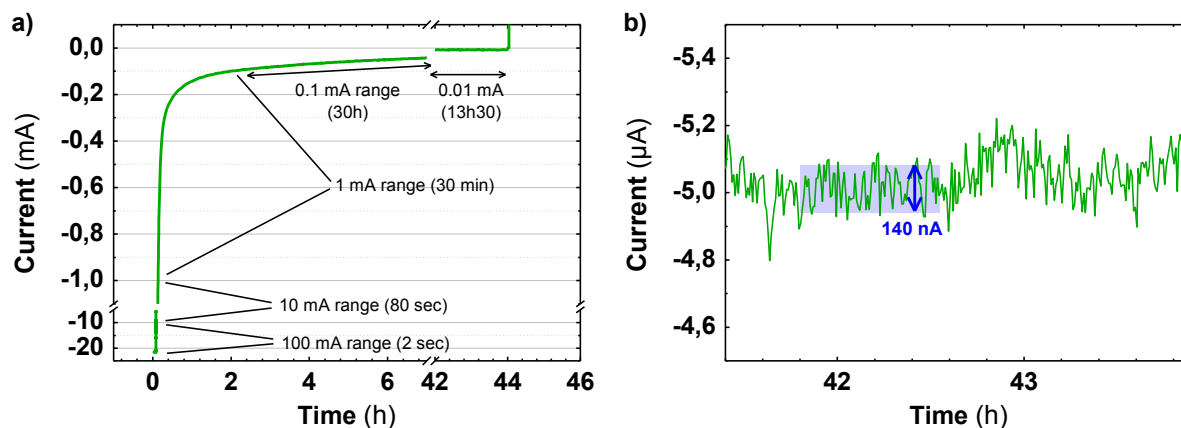 a)
Current (mA)
0,0
-0,2
-0,4
-0,6
-0,8
-1,0
-10
-20
0.1 mA range
(30h)
0.01 mA
(13h30)
1 mA range (30 min)
10 mA range (80 sec)
100 mA range (2 sec)
0 2 4 6 42 44 46
Time (h)
b)
Current (µA)
-5,4
-5,2
-5,0
-4,8
-4,6
140 nA
42 43
Time (h)